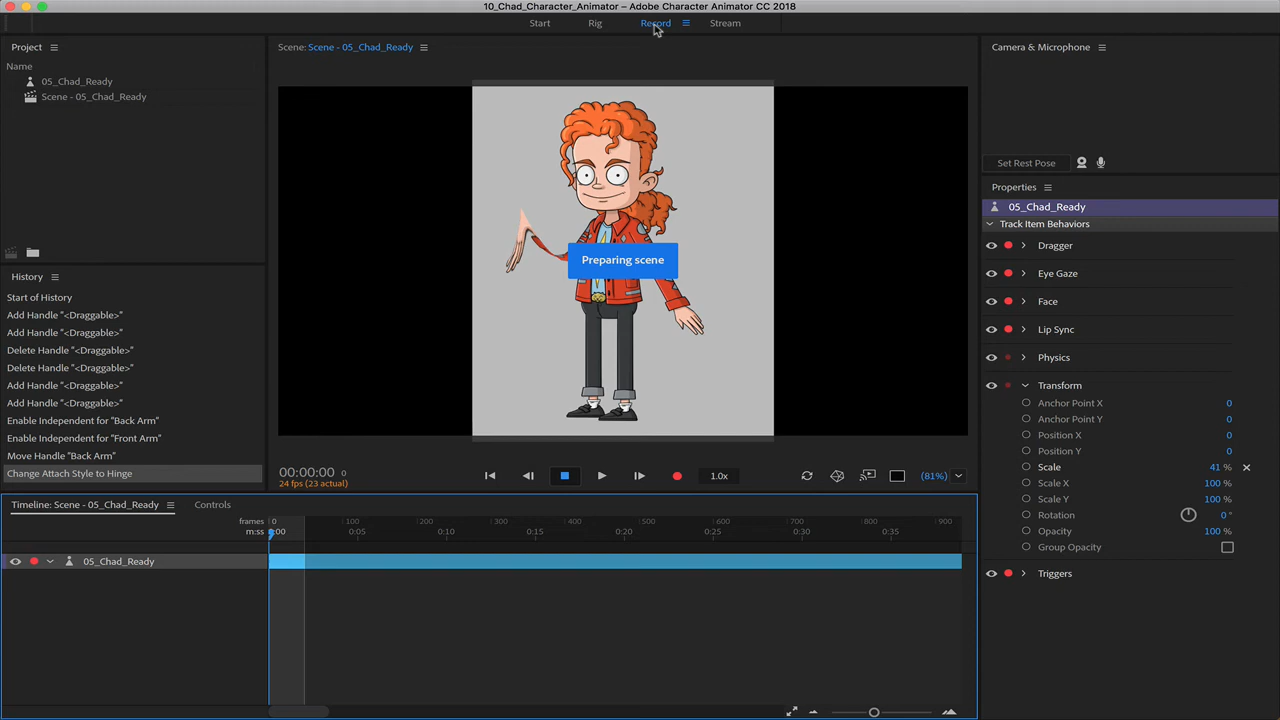 10_Chad_Character_Animator – Adobe Character Animator CC 2018
Start Rig Record Stream
Project
Name
05_Chad_Ready
Scene - 05_Chad_Ready
History
Start of History
Add Handle "<Draggable>"
Add Handle "<Draggable>"
Delete Handle "<Draggable>"
Delete Handle "<Draggable>"
Add Handle "<Draggable>"
Add Handle "<Draggable>"
Enable Independent for "Back Arm"
Enable Independent for "Front Arm"
Move Handle "Back Arm"
Change Attach Style to Hinge
Scene: Scene - 05_Chad_Ready
Preparing scene
00:00:00 0
24 fps (23 actual)
1.0x
(81%)
Timeline: Scene - 05_Chad_Ready Controls
frames 0 100 200 300 400 500 600 700 800 900
m:ss 0:00 0:05 0:10 0:15 0:20 0:25 0:30 0:35
05_Chad_Ready
Camera & Microphone
Set Rest Pose
Properties
05_Chad_Ready
Track Item Behaviors
Dragger
Eye Gaze
Face
Lip Sync
Physics
Transform
Anchor Point X 0
Anchor Point Y 0
Position X 0
Position Y 0
Scale 41 %
Scale X 100 %
Scale Y 100 %
Rotation 0 °
Opacity 100 %
Group Opacity
Triggers